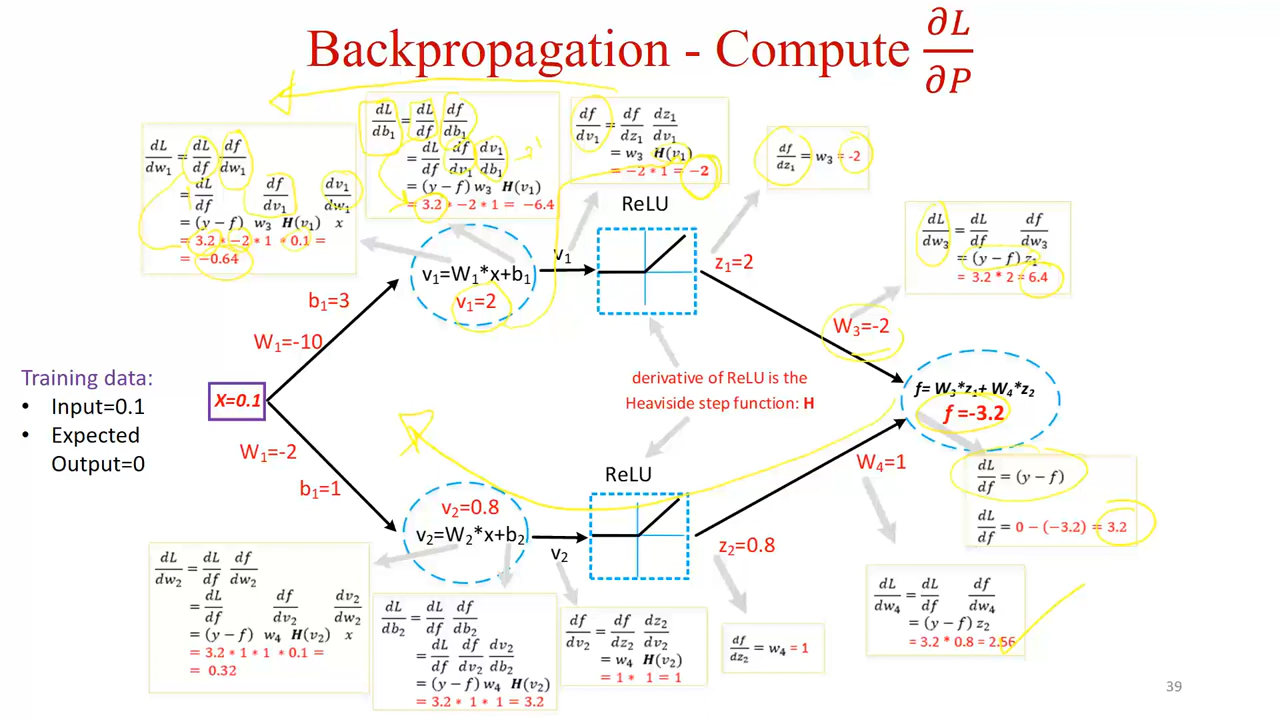 Backpropagation - Compute ∂L/∂P
dL/dw₁ = dL/df df/dw₁
= dL/df df/dv₁ dv₁/dw₁
= (y − f) w₃ H(v₁) x
= 3.2 * −2 * 1 * 0.1 =
= −0.64
dL/db₁ = dL/df df/db₁
= dL/df df/dv₁ dv₁/db₁
= (y − f) w₃ H(v₁)
= 3.2 * −2 * 1 = −6.4
df/dv₁ = df/dz₁ dz₁/dv₁
= w₃ H(v₁)
= −2 * 1 = −2
df/dz₁ = w₃ = -2
dL/dw₃ = dL/df df/dw₃
= (y − f) z₁
= 3.2 * 2 = 6.4
ReLU
v₁=W₁*x+b₁
v₁=2
v₁
z₁=2
b₁=3
W₁=-10
W₃=-2
Training data:
• Input=0.1
• Expected
Output=0
X=0.1
derivative of ReLU is the
Heaviside step function: H
f= W₃*z₁+ W₄*z₂
f =-3.2
W₁=-2
b₁=1
W₄=1
dL/df = (y − f)
dL/df = 0 − (−3.2) = 3.2
ReLU
v₂=0.8
v₂=W₂*x+b₂
v₂
z₂=0.8
dL/dw₂ = dL/df df/dw₂
= dL/df df/dv₂ dv₂/dw₂
= (y − f) w₄ H(v₂) x
= 3.2 * 1 * 1 * 0.1 =
= 0.32
dL/db₂ = dL/df df/db₂
= dL/df df/dv₂ dv₂/db₂
= (y − f) w₄ H(v₂)
= 3.2 * 1 * 1 = 3.2
df/dv₂ = df/dz₂ dz₂/dv₂
= w₄ H(v₂)
= 1 * 1 = 1
df/dz₂ = w₄ = 1
dL/dw₄ = dL/df df/dw₄
= (y − f) z₂
= 3.2 * 0.8 = 2.56
39